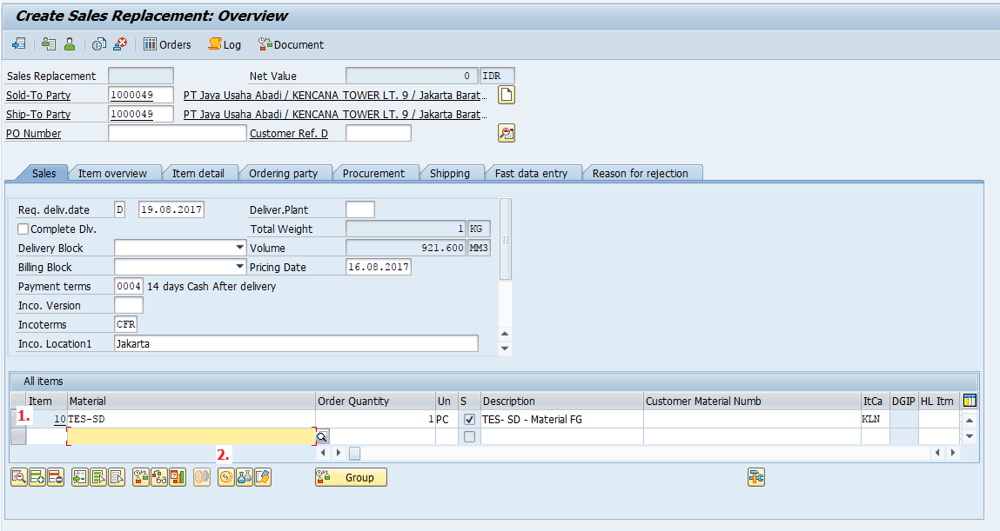 Create Sales Replacement: Overview
Orders Log Document
Sales Replacement Net Value 0 IDR
Sold-To Party 1000049 PT Jaya Usaha Abadi / KENCANA TOWER LT. 9 / Jakarta Barat...
Ship-To Party 1000049 PT Jaya Usaha Abadi / KENCANA TOWER LT. 9 / Jakarta Barat...
PO Number Customer Ref. D
Sales Item overview Item detail Ordering party Procurement Shipping Fast data entry Reason for rejection
Req. deliv.date D 19.08.2017 Deliver.Plant
Complete Dlv. Total Weight 1 KG
Delivery Block Volume 921.600 MM3
Billing Block Pricing Date 16.08.2017
Payment terms 0004 14 days Cash After delivery
Inco. Version
Incoterms CFR
Inco. Location1 Jakarta
All items
Item Material Order Quantity Un S Description Customer Material Numb ItCa DGIP HL Itm
1. 10 TES-SD 1 PC TES- SD - Material FG KLN
2.
Group